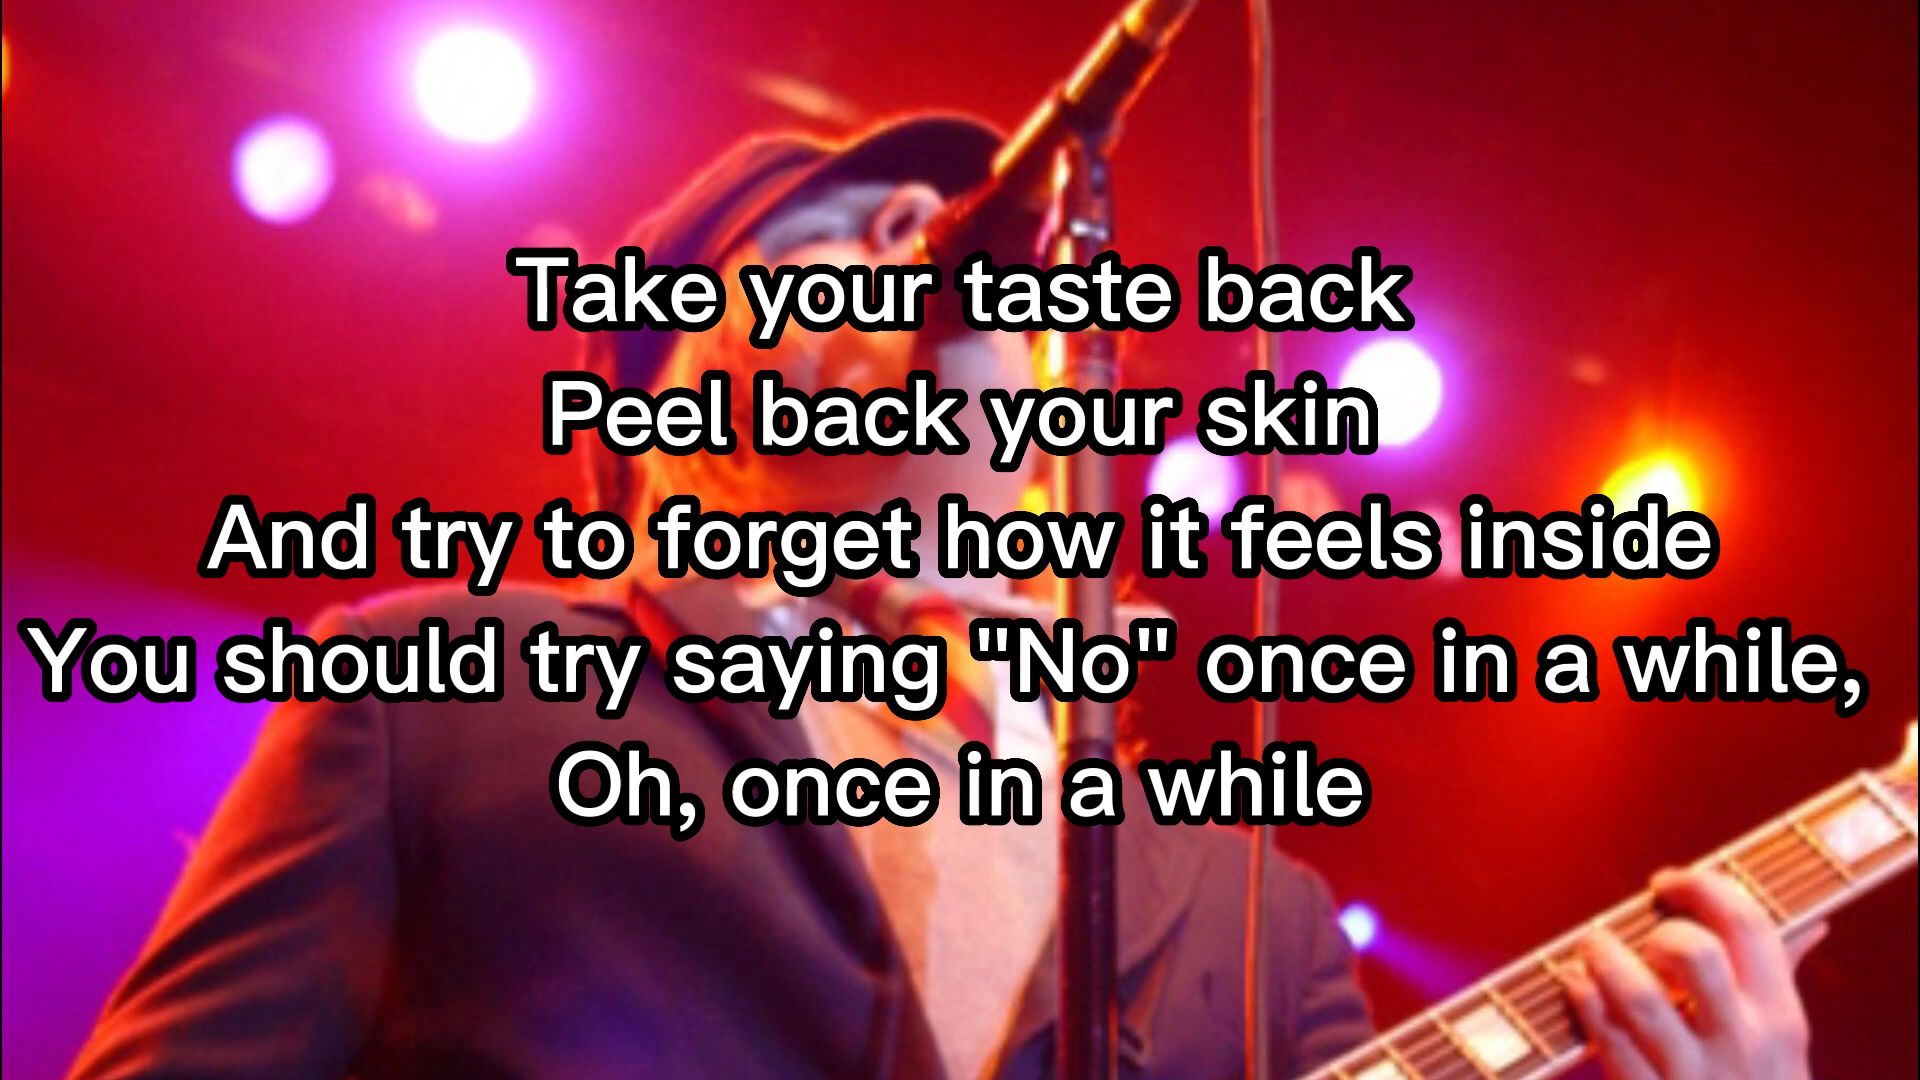 Take your taste back
Peel back your skin
And try to forget how it feels inside
You should try saying "No" once in a while,
Oh, once in a while